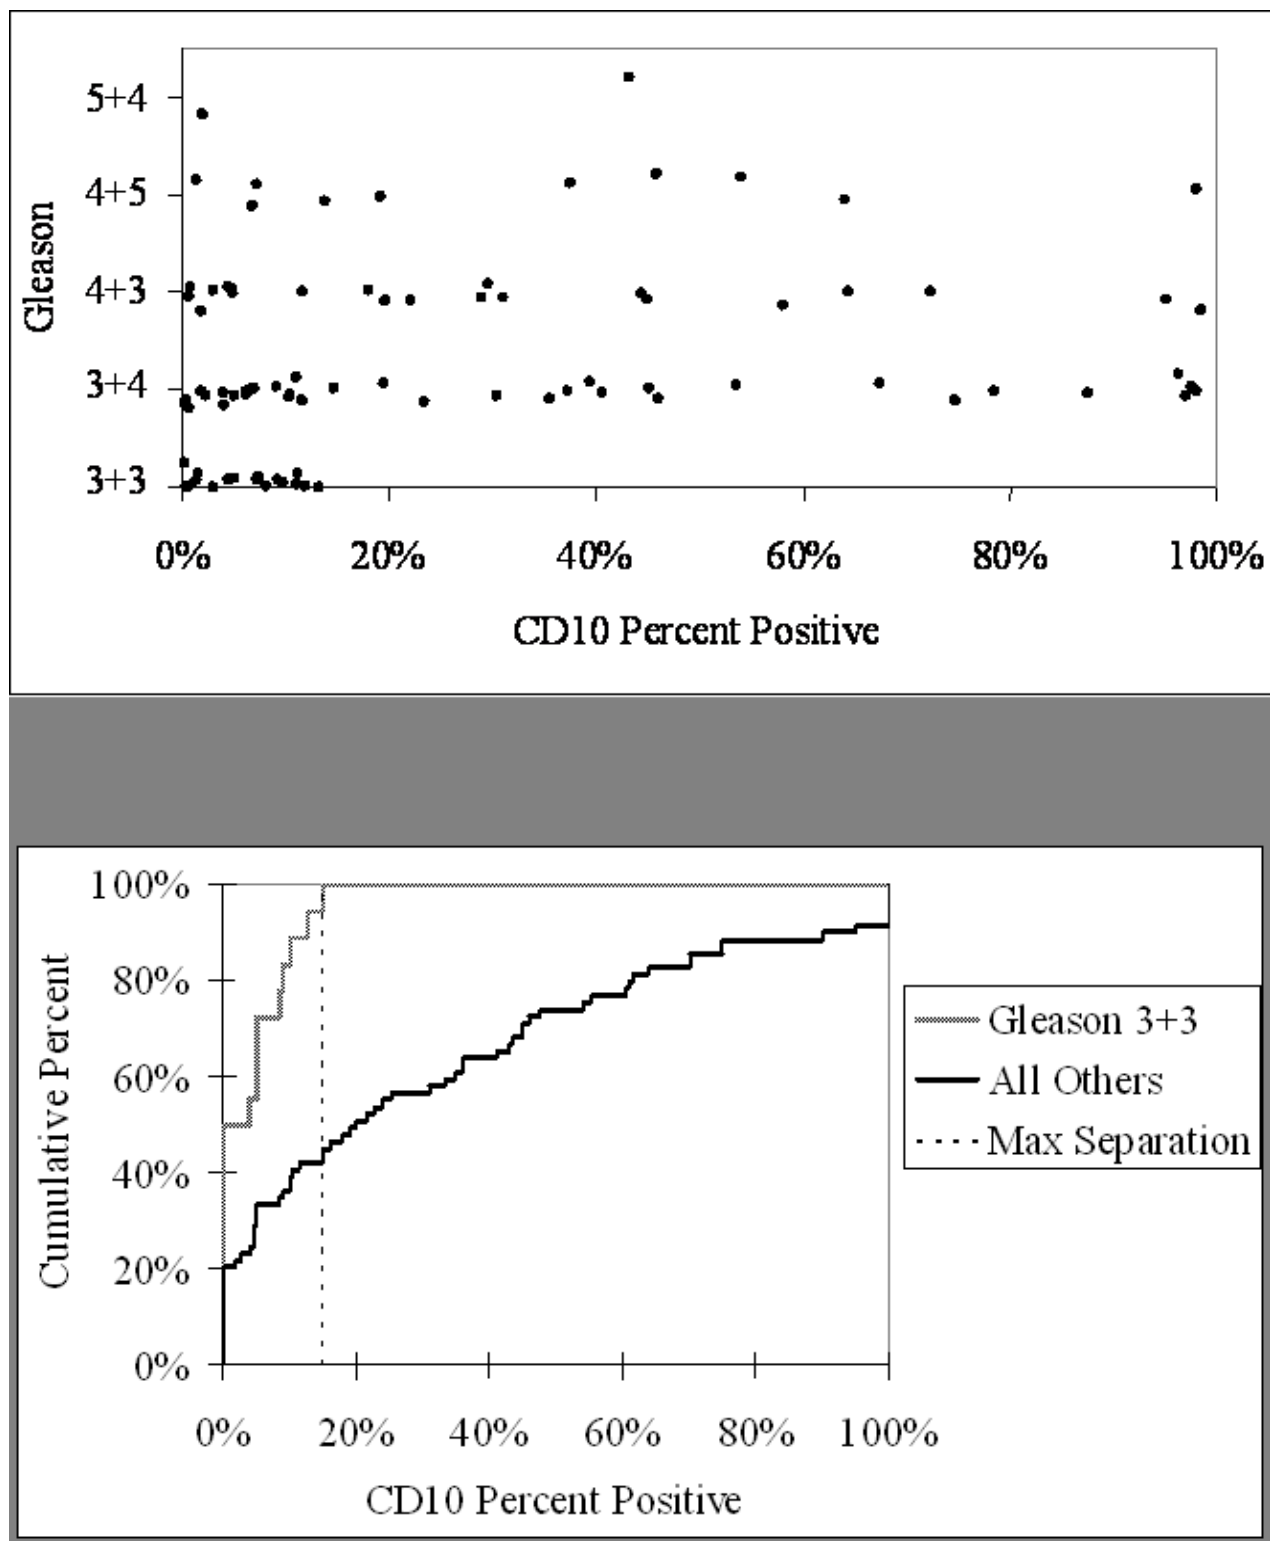 5+4
4+5
4+3
3+4
3+3
Gleason
0% 20% 40% 60% 80% 100%
CD10 Percent Positive
100%
80%
60%
40%
20%
0%
Cumulative Percent
0% 20% 40% 60% 80% 100%
CD10 Percent Positive
Gleason 3+3
All Others
Max Separation